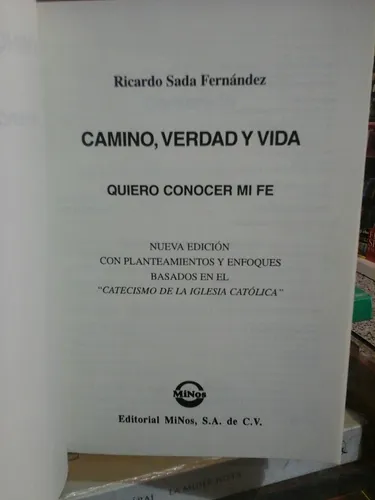 Ricardo Sada Fernández
CAMINO, VERDAD Y VIDA
QUIERO CONOCER MI FE
NUEVA EDICIÓN
CON PLANTEAMIENTOS Y ENFOQUES
BASADOS EN EL
"CATECISMO DE LA IGLESIA CATÓLICA"
MiNos
Editorial MiNos, S.A. de C.V.